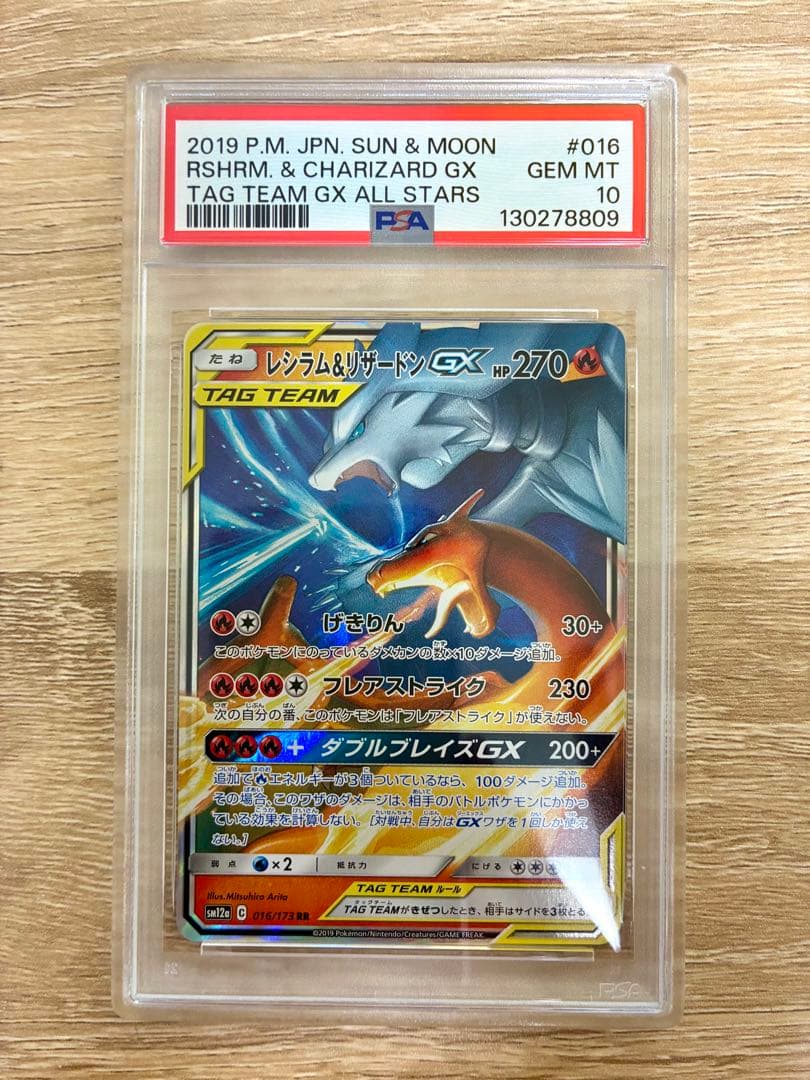 2019 P.M. JPN. SUN & MOON #016
RSHRM. & CHARIZARD GX GEM MT
TAG TEAM GX ALL STARS 10
PSA 130278809
たね レシラム&リザードンGX HP270
TAG TEAM
げきりん 30+
このポケモンにのっているダメカンの数×10ダメージ追加。
フレアストライク 230
次の自分の番、このポケモンは「フレアストライク」が使えない。
+ ダブルブレイズGX 200+
追加でエネルギーが3個ついているなら、100ダメージ追加。
その場合、このワザのダメージは、相手のバトルポケモンにかかっ
ている効果を計算しない。[対戦中、自分はGXワザを1回しか使え
ない。]
弱点 ×2 抵抗力 にげる
Illus.Mitsuhiro Arita
TAG TEAM ルール
TAG TEAMがきぜつしたとき、相手はサイドを3枚とる。
sm12a C 016/173 RR
©2019 Pokémon/Nintendo/Creatures/GAME FREAK.
PSA